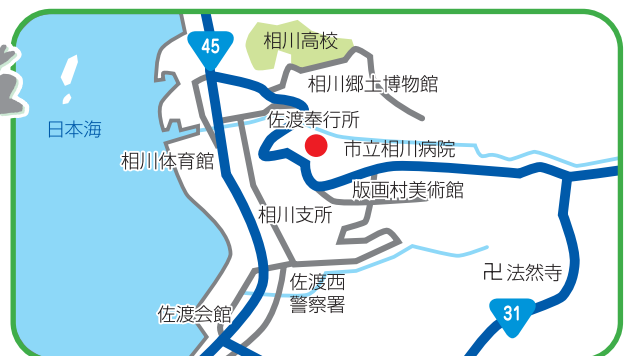 45
相川高校
相川郷土博物館
佐渡奉行所
日本海
市立相川病院
相川体育館
版画村美術館
相川支所
卍法然寺
佐渡西
警察署
佐渡会館
31